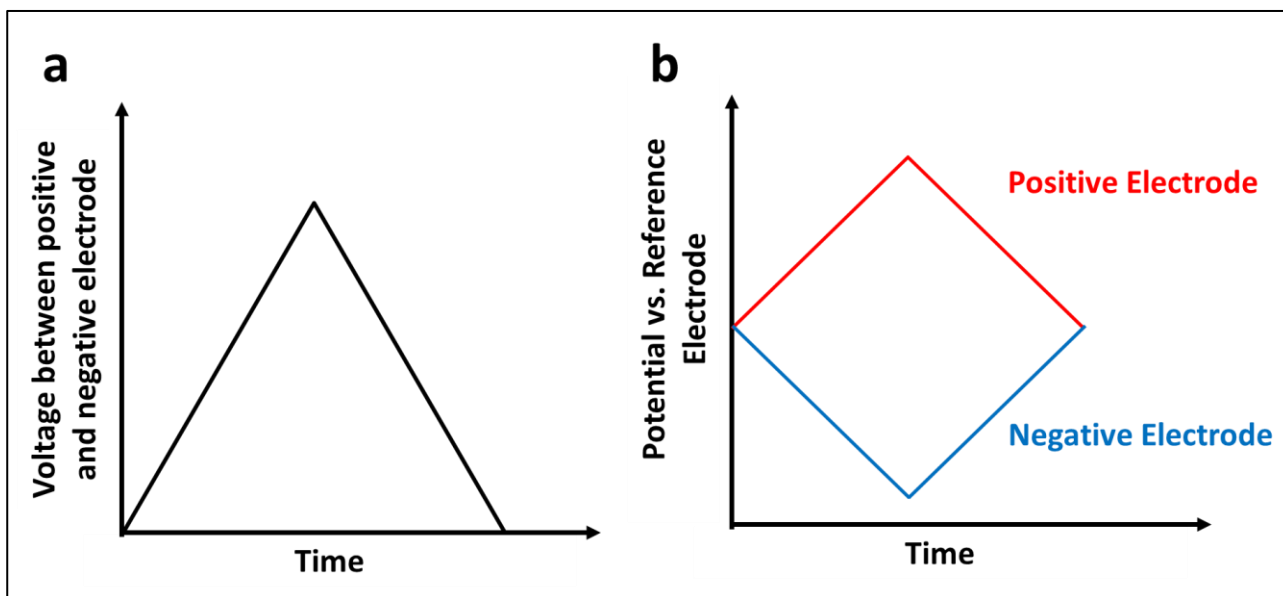 a
Voltage between positive
and negative electrode
Time
b
Potential vs. Reference
Electrode
Positive Electrode
Negative Electrode
Time